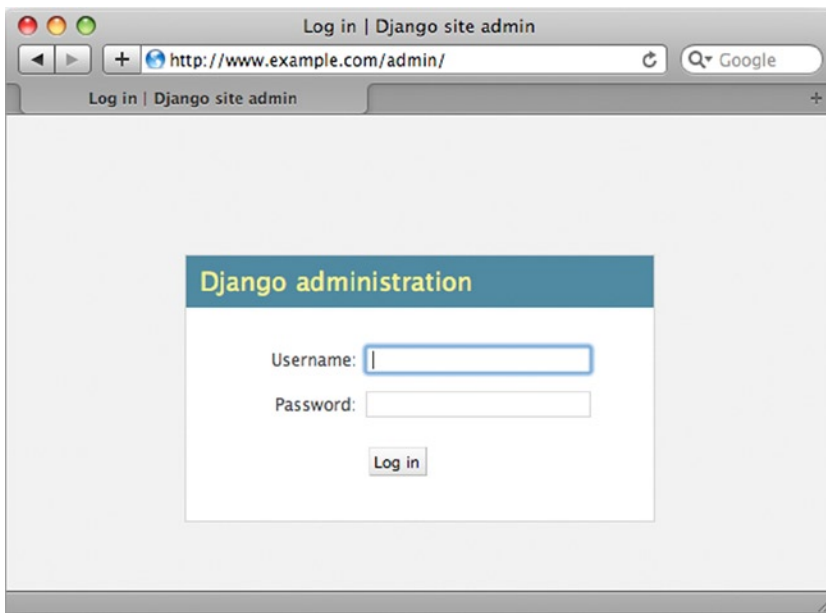 Log in | Django site admin
http://www.example.com/admin/
Google
Log in | Django site admin
Django administration
Username:
Password:
Log in